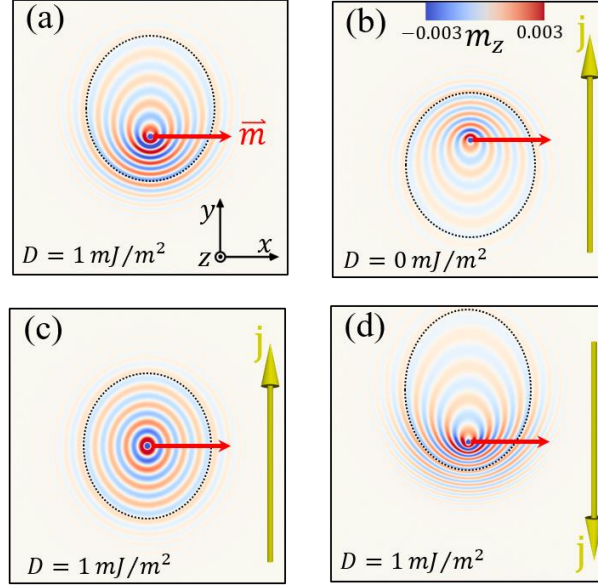 (a)
m⃗
y
z x
D = 1 mJ/m²
(b)
−0.003 m_z 0.003
j
D = 0 mJ/m²
(c)
j
D = 1 mJ/m²
(d)
j
D = 1 mJ/m²